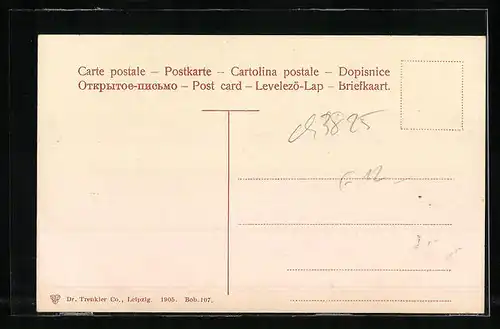 Carte postale – Postkarte – Cartolina postale – Dopisnice
Открытое-письмо – Post card – Levelező-Lap – Briefkaart.
Dr. Trenkler Co., Leipzig. 1905. Bob. 107.